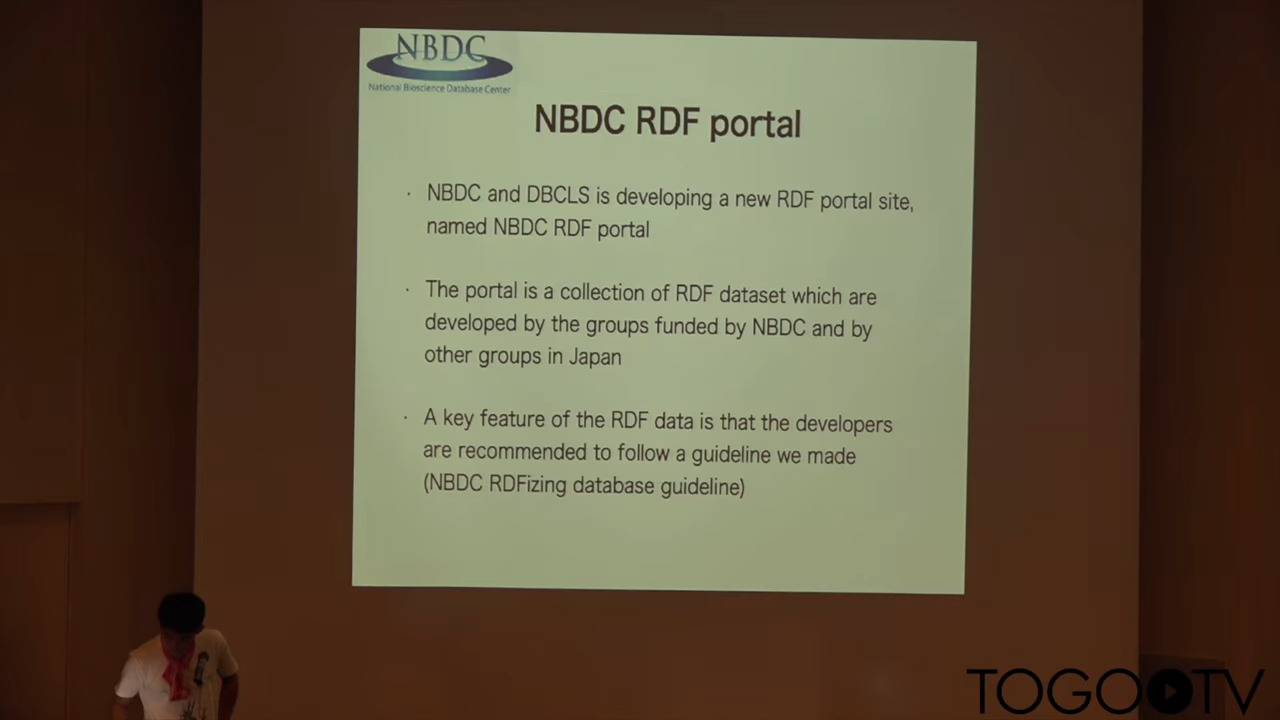 NBDC
National Bioscience Database Center
NBDC RDF portal
· NBDC and DBCLS is developing a new RDF portal site,
named NBDC RDF portal
· The portal is a collection of RDF dataset which are
developed by the groups funded by NBDC and by
other groups in Japan
· A key feature of the RDF data is that the developers
are recommended to follow a guideline we made
(NBDC RDFizing database guideline)
TOGOTV